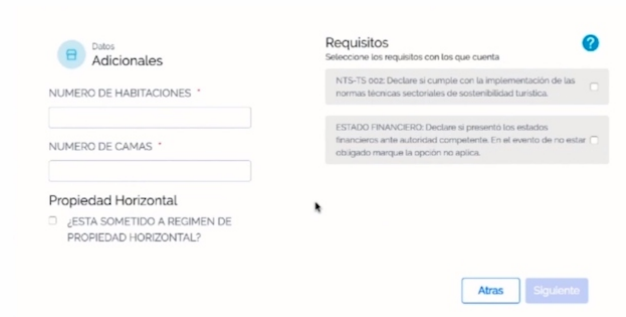 Datos
Adicionales
NUMERO DE HABITACIONES *
NUMERO DE CAMAS *
Propiedad Horizontal
¿ESTA SOMETIDO A REGIMEN DE
PROPIEDAD HORIZONTAL?
Requisitos
?
Seleccione los requisitos con los que cuenta
NTS-TS 002: Declare si cumple con la implementación de las
normas técnicas sectoriales de sostenibilidad turística.
ESTADO FINANCIERO: Declare si presentó los estados
financieros ante autoridad competente. En el evento de no estar
obligado marque la opción no aplica.
Atras
Siguiente